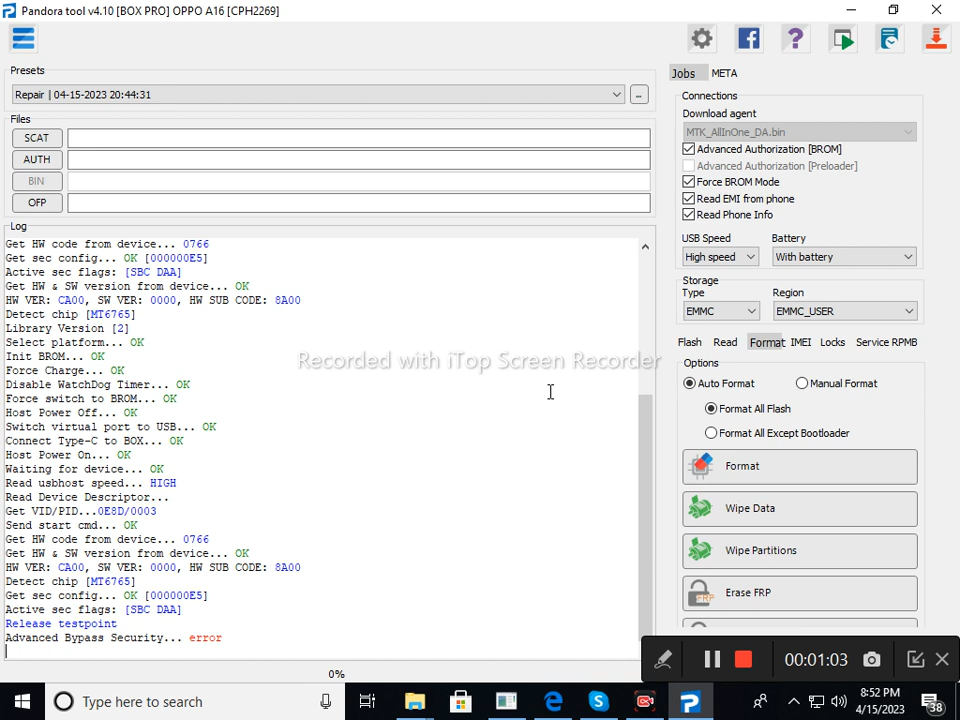 Pandora tool v4.10 [BOX PRO] OPPO A16 [CPH2269]
Presets
Repair | 04-15-2023 20:44:31
...
Files
SCAT
AUTH
BIN
OFP
Log
Get HW code from device... 0766
Get sec config... OK [000000E5]
Active sec flags: [SBC DAA]
Get HW & SW version from device... OK
HW VER: CA00, SW VER: 0000, HW SUB CODE: 8A00
Detect chip [MT6765]
Library Version [2]
Select platform... OK
Init BROM... OK
Force Charge... OK
Disable WatchDog Timer... OK
Force switch to BROM... OK
Host Power Off... OK
Switch virtual port to USB... OK
Connect Type-C to BOX... OK
Host Power On... OK
Waiting for device... OK
Read usbhost speed... HIGH
Read Device Descriptor...
Get VID/PID...0E8D/0003
Send start cmd... OK
Get HW code from device... 0766
Get HW & SW version from device... OK
HW VER: CA00, SW VER: 0000, HW SUB CODE: 8A00
Detect chip [MT6765]
Get sec config... OK [000000E5]
Active sec flags: [SBC DAA]
Release testpoint
Advanced Bypass Security... error
0%
Recorded with iTop Screen Recorder
Jobs META
Connections
Download agent
MTK_AllInOne_DA.bin
Advanced Authorization [BROM]
Advanced Authorization [Preloader]
Force BROM Mode
Read EMI from phone
Read Phone Info
USB Speed Battery
High speed With battery
Storage
Type Region
EMMC EMMC_USER
Flash Read Format IMEI Locks Service RPMB
Options
Auto Format Manual Format
Format All Flash
Format All Except Bootloader
Format
Wipe Data
Wipe Partitions
FRP Erase FRP
00:01:03
Type here to search
8:52 PM
4/15/2023
38